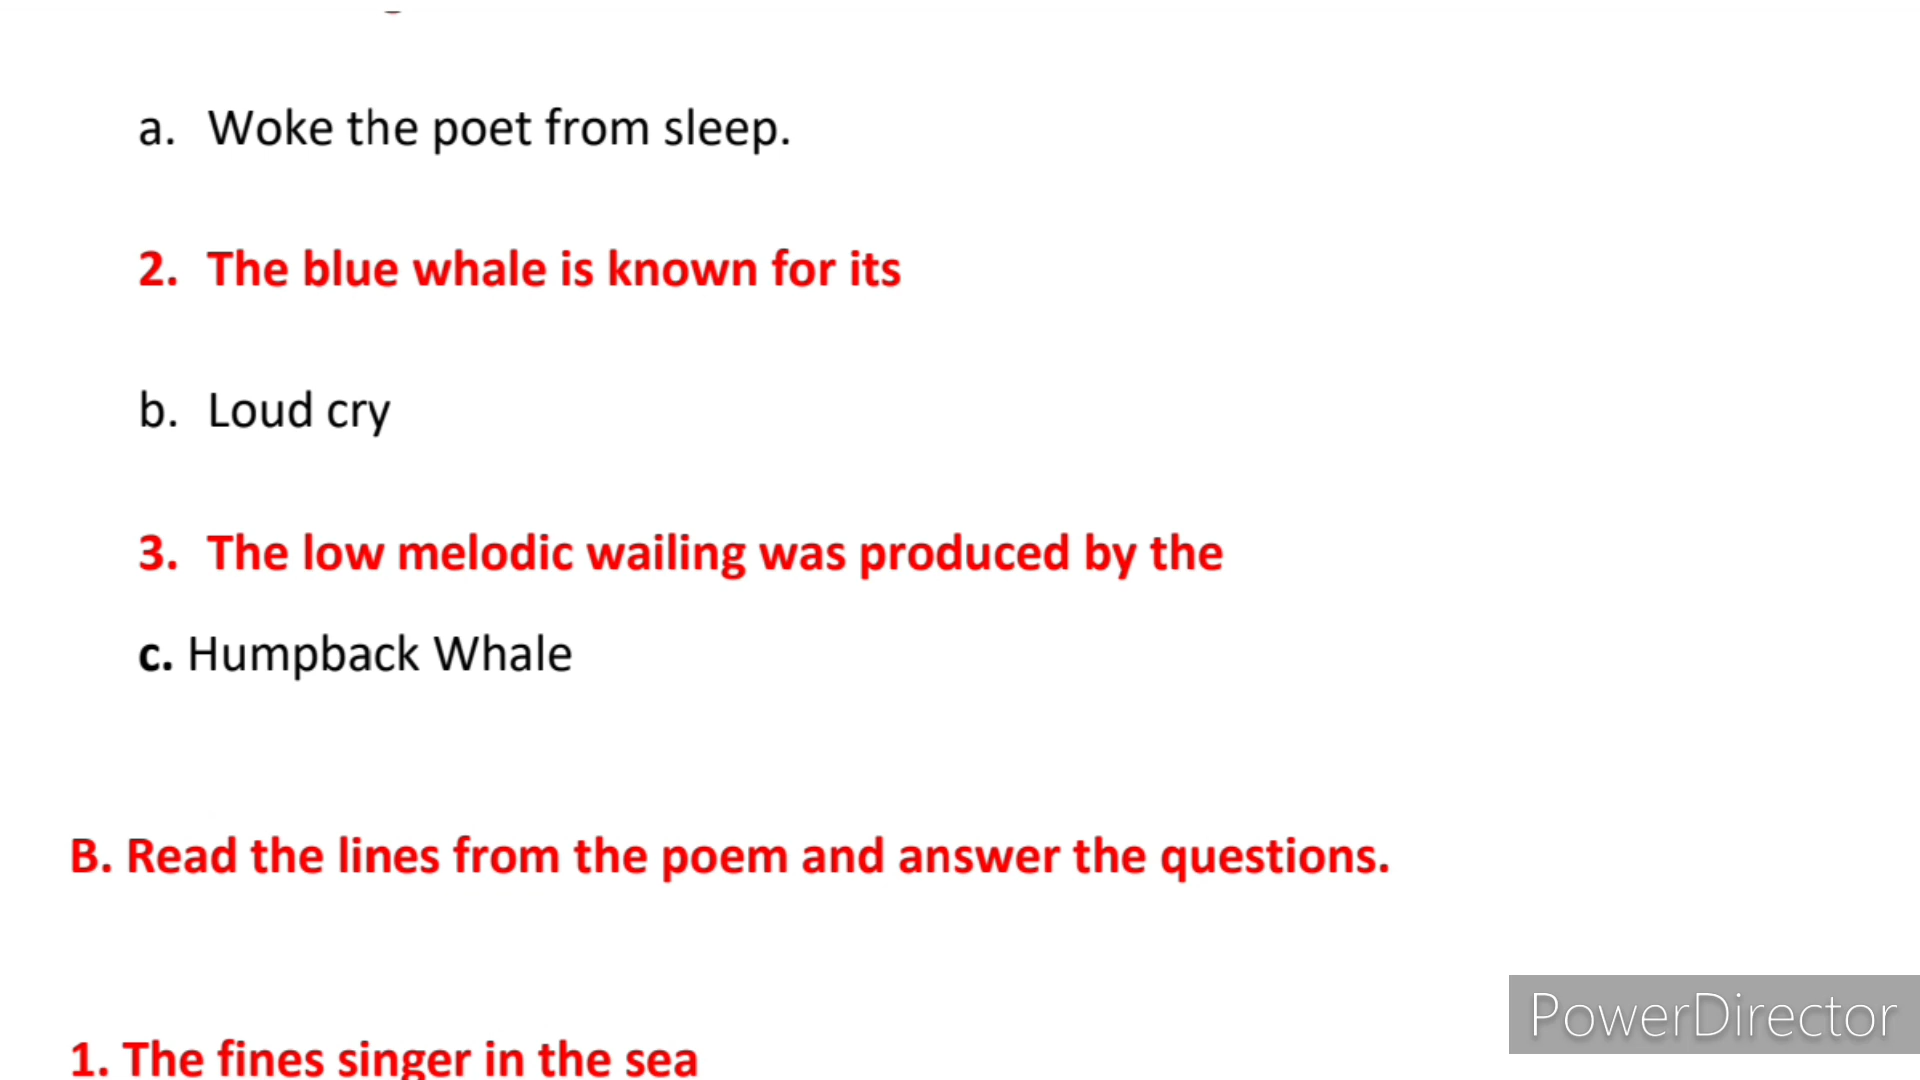 a. Woke the poet from sleep.
2. The blue whale is known for its
b. Loud cry
3. The low melodic wailing was produced by the
c. Humpback Whale
B. Read the lines from the poem and answer the questions.
PowerDirector
1. The fines singer in the sea